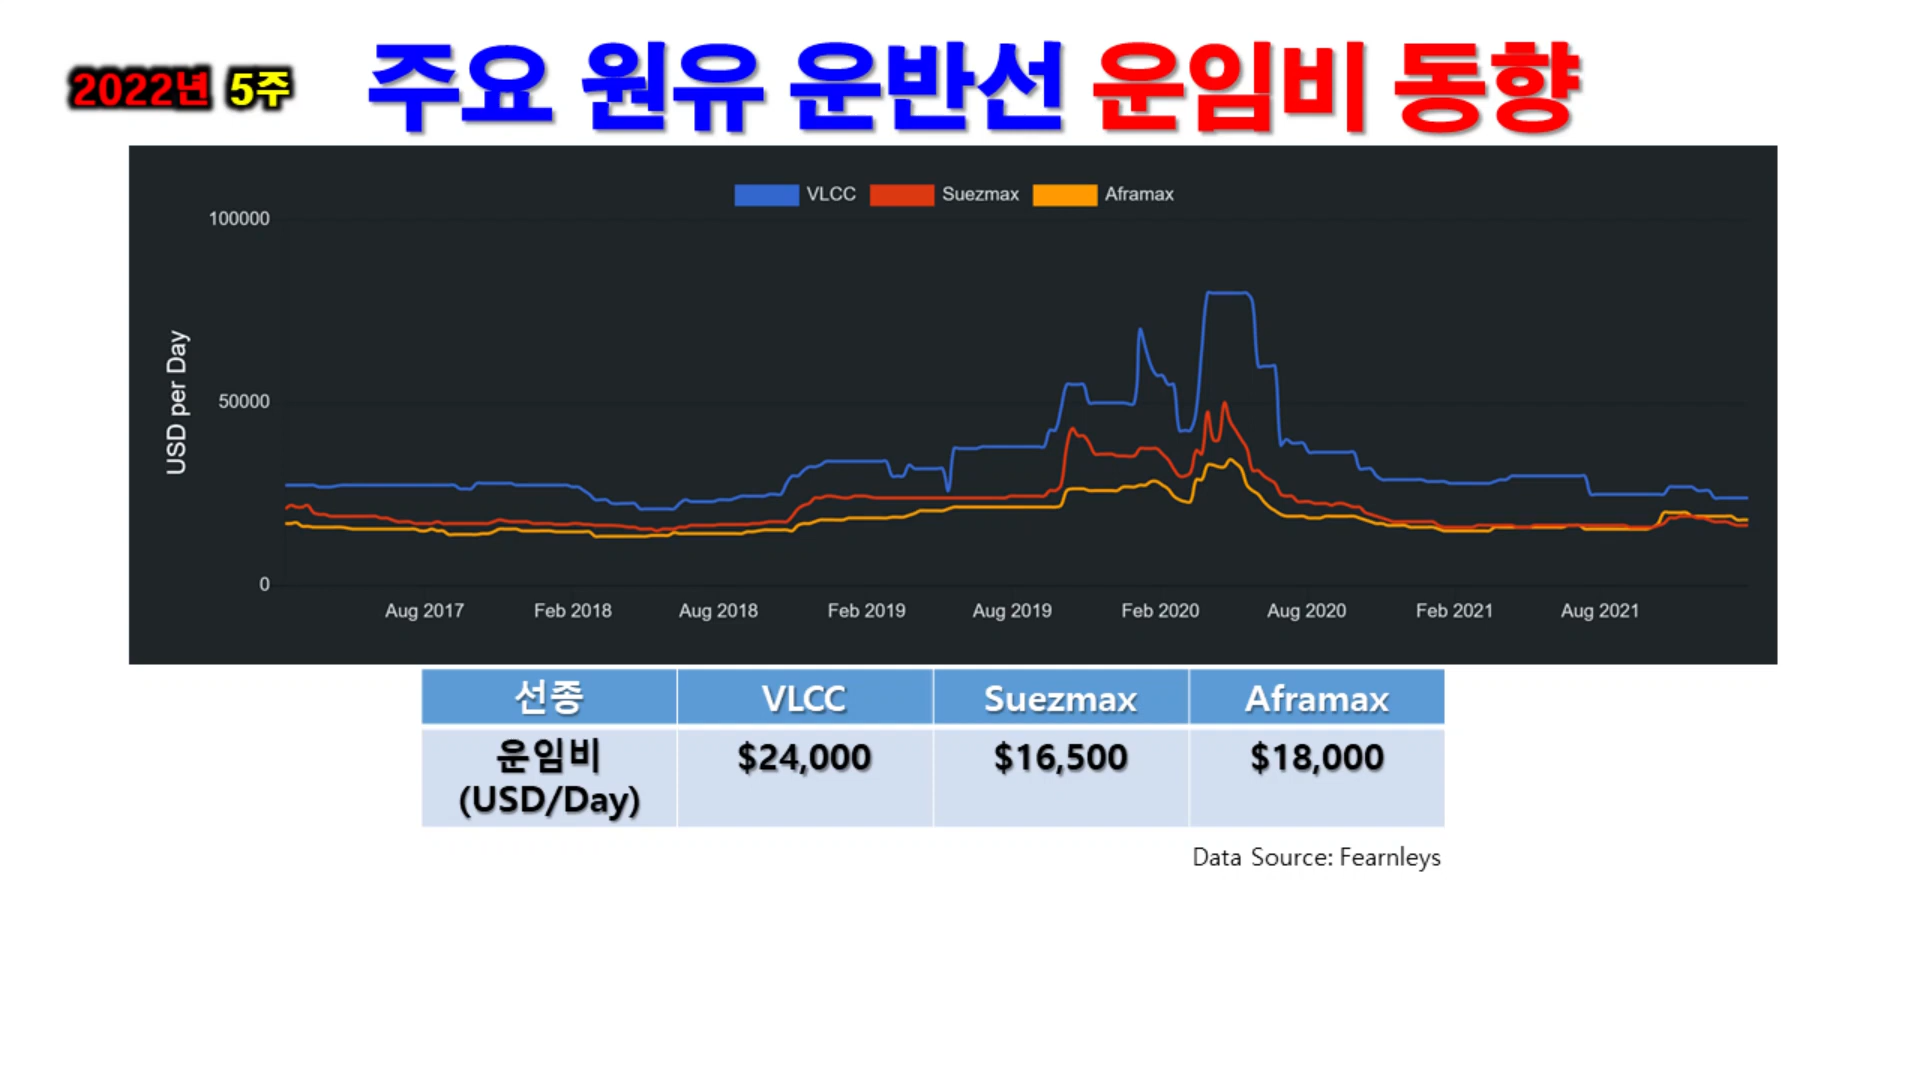 2022년 5주
주요 원유 운반선 운임비 동향
VLCC Suezmax Aframax
100000
50000
0
USD per Day
Aug 2017 Feb 2018 Aug 2018 Feb 2019 Aug 2019 Feb 2020 Aug 2020 Feb 2021 Aug 2021
선종 VLCC Suezmax Aframax
운임비 $24,000 $16,500 $18,000
(USD/Day)
Data Source: Fearnleys